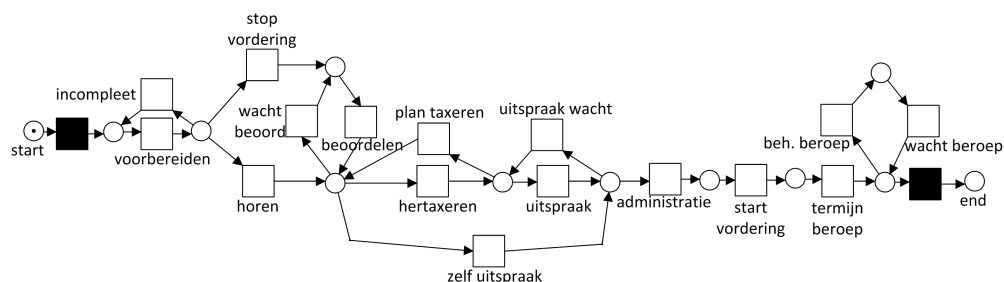 stop
vordering
incompleet
wacht
beoord
plan taxeren
uitspraak wacht
start
voorbereiden
beoordelen
beh. beroep
wacht beroep
horen
hertaxeren
uitspraak
administratie
start
vordering
termijn
beroep
end
zelf uitspraak